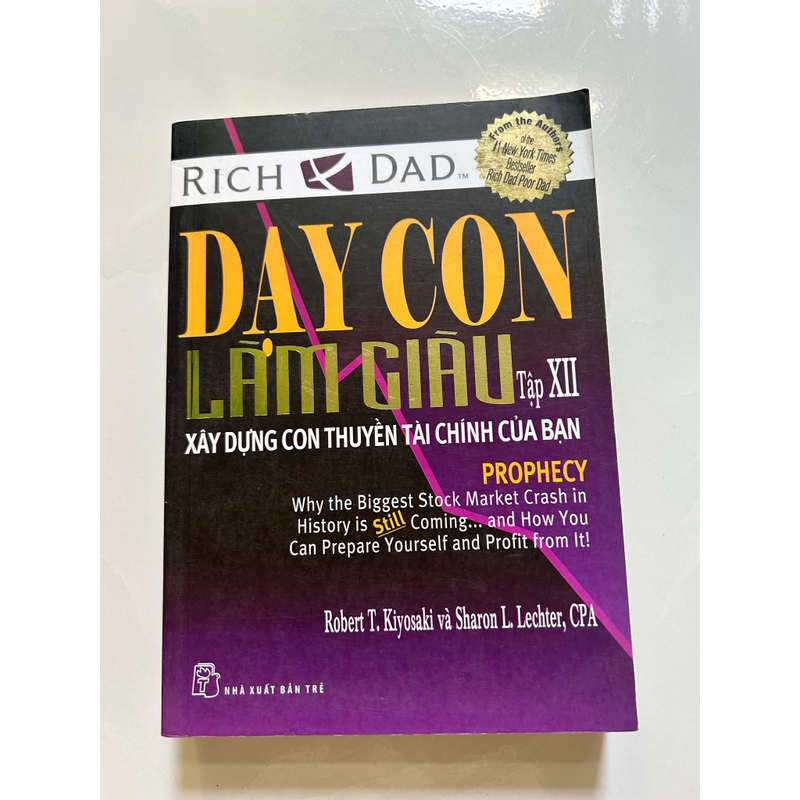 RICH DAD™
From the Authors
of the
#1 New York Times
Bestseller
Rich Dad Poor Dad
DẠY CON
LÀM GIÀU Tập XII
XÂY DỰNG CON THUYỀN TÀI CHÍNH CỦA BẠN
PROPHECY
Why the Biggest Stock Market Crash in
History is Still Coming... and How You
Can Prepare Yourself and Profit from It!
Robert T. Kiyosaki và Sharon L. Lechter, CPA
NHÀ XUẤT BẢN TRẺ